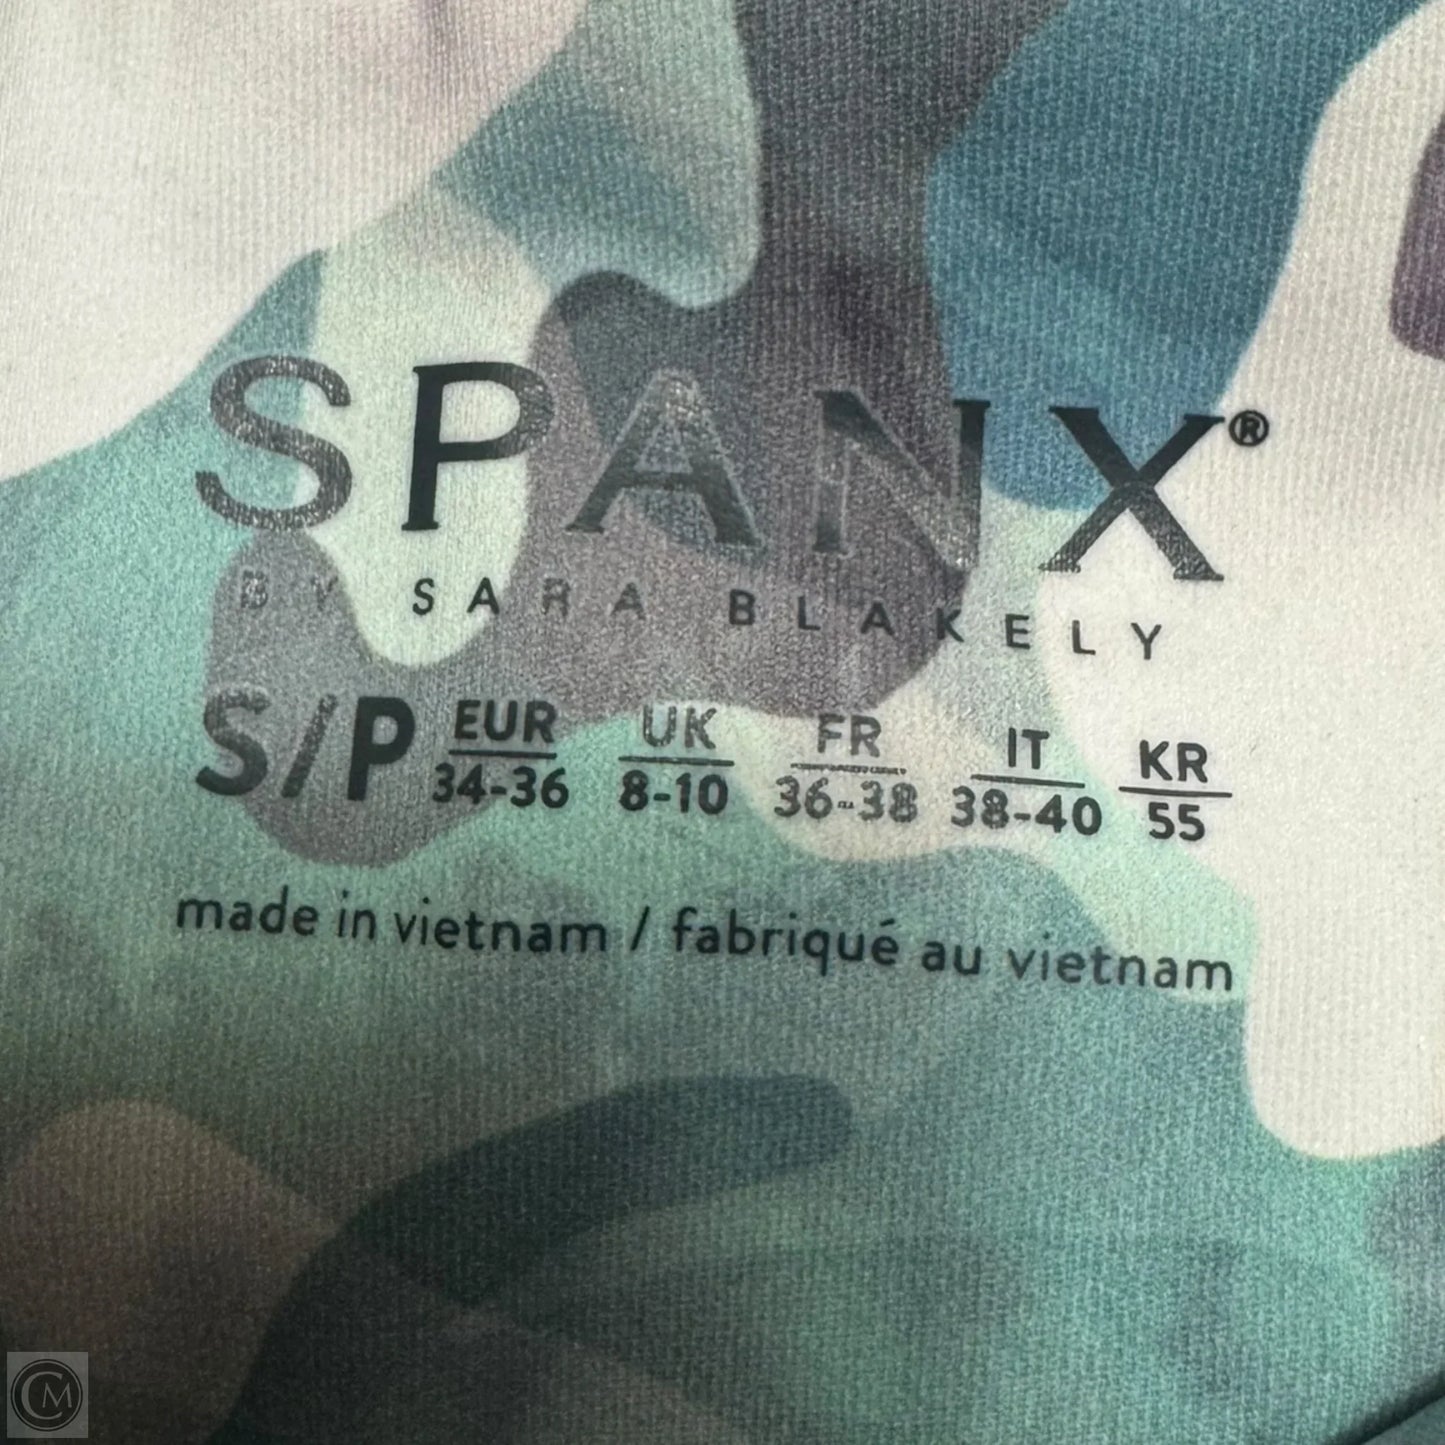 SPANX®
BY SARA BLAKELY
S/P EUR UK FR IT KR
34-36 8-10 36-38 38-40 55
made in vietnam / fabriqué au vietnam
CM